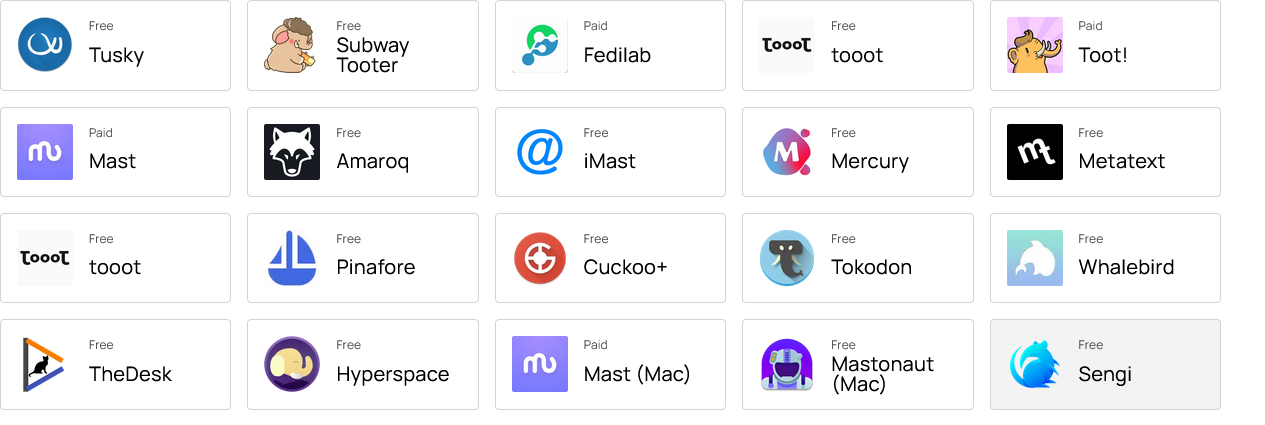 Free
Tusky
Free
Subway
Tooter
Paid
Fedilab
toooT
Free
tooot
Paid
Toot!
Paid
Mast
Free
Amaroq
@
Free
iMast
M
Free
Mercury
mt
Free
Metatext
toooT
Free
tooot
Free
Pinafore
Free
Cuckoo+
Free
Tokodon
Free
Whalebird
Free
TheDesk
Free
Hyperspace
Paid
Mast (Mac)
Free
Mastonaut
(Mac)
Free
Sengi